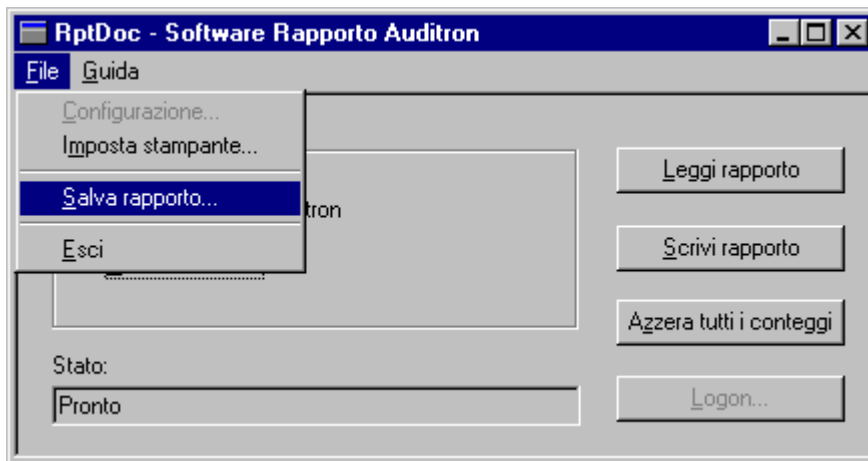 RptDoc - Software Rapporto Auditron
File Guida
Configurazione...
Imposta stampante...
Salva rapporto...
Esci
tron
Leggi rapporto
Scrivi rapporto
Azzera tutti i conteggi
Logon...
Stato:
Pronto